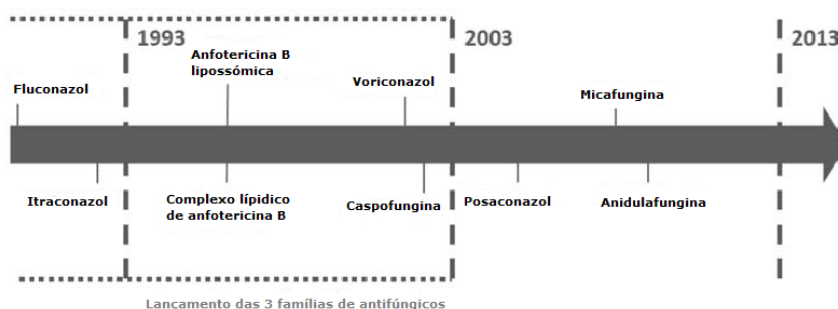 1993
2003
2013
Anfotericina B
lipossómica
Fluconazol
Voriconazol
Micafungina
Itraconazol
Complexo lípidico
de anfotericina B
Caspofungina
Posaconazol
Anidulafungina
Lancamento das 3 famílias de antifúngicos